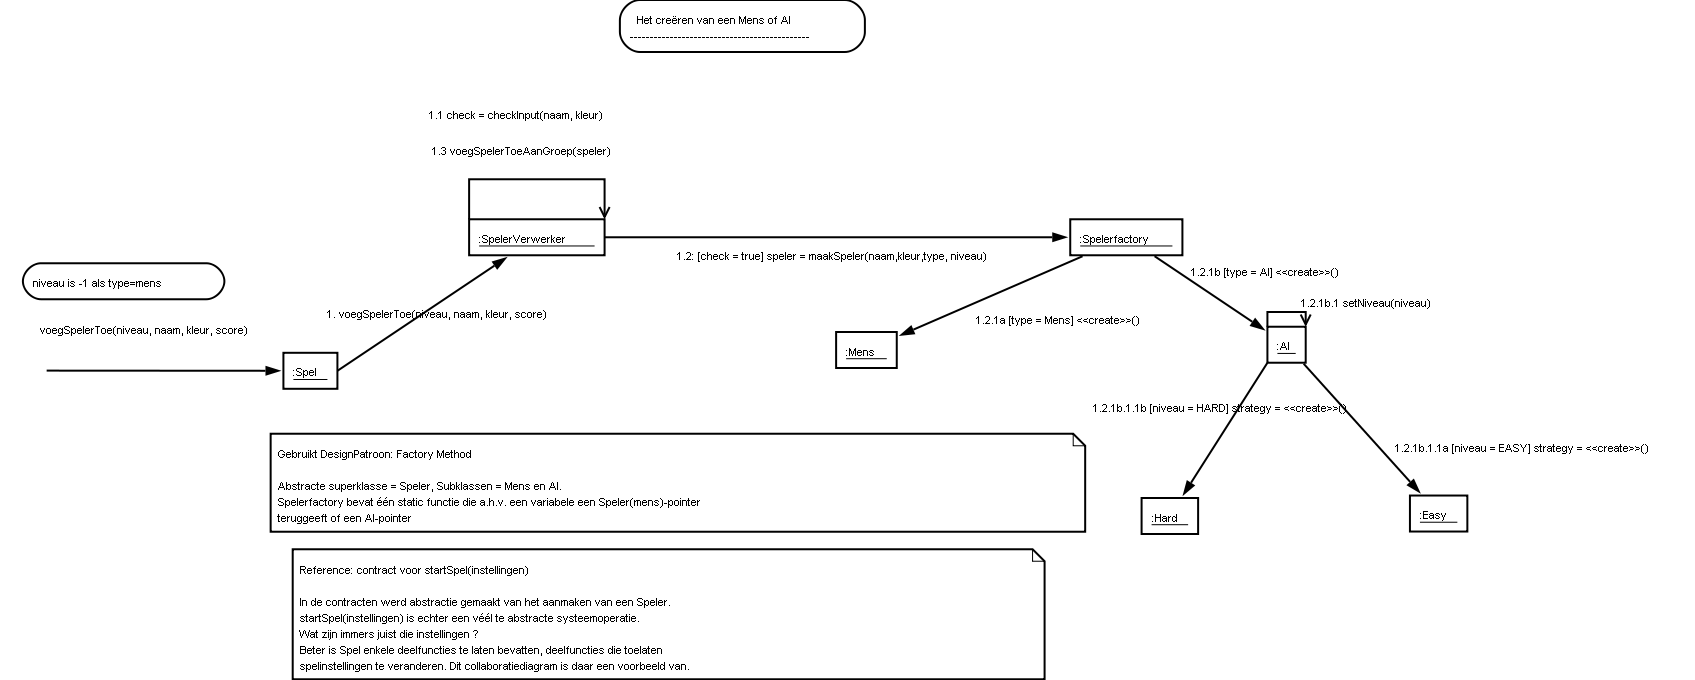 Het creëren van een Mens of AI
---------------------------------------------
1.1 check = checkInput(naam, kleur)
1.3 voegSpelerToeAanGroep(speler)
:SpelerVerwerker
:Spelerfactory
1.2: [check = true] speler = maakSpeler(naam,kleur,type, niveau)
niveau is -1 als type=mens
1.2.1b [type = AI] <<create>>()
1.2.1b.1 setNiveau(niveau)
voegSpelerToe(niveau, naam, kleur, score)
1. voegSpelerToe(niveau, naam, kleur, score)
1.2.1a [type = Mens] <<create>>()
:Mens
:AI
:Spel
1.2.1b.1.1b [niveau = HARD] strategy = <<create>>()
1.2.1b.1.1a [niveau = EASY] strategy = <<create>>()
:Hard
:Easy
Gebruikt DesignPatroon: Factory Method
Abstracte superklasse = Speler, Subklassen = Mens en AI.
Spelerfactory bevat één static functie die a.h.v. een variabele een Speler(mens)-pointer
teruggeeft of een AI-pointer
Reference: contract voor startSpel(instellingen)
In de contracten werd abstractie gemaakt van het aanmaken van een Speler.
startSpel(instellingen) is echter een véél te abstracte systeemoperatie.
Wat zijn immers juist die instellingen ?
Beter is Spel enkele deelfuncties te laten bevatten, deelfuncties die toelaten
spelinstellingen te veranderen. Dit collaboratiediagram is daar een voorbeeld van.